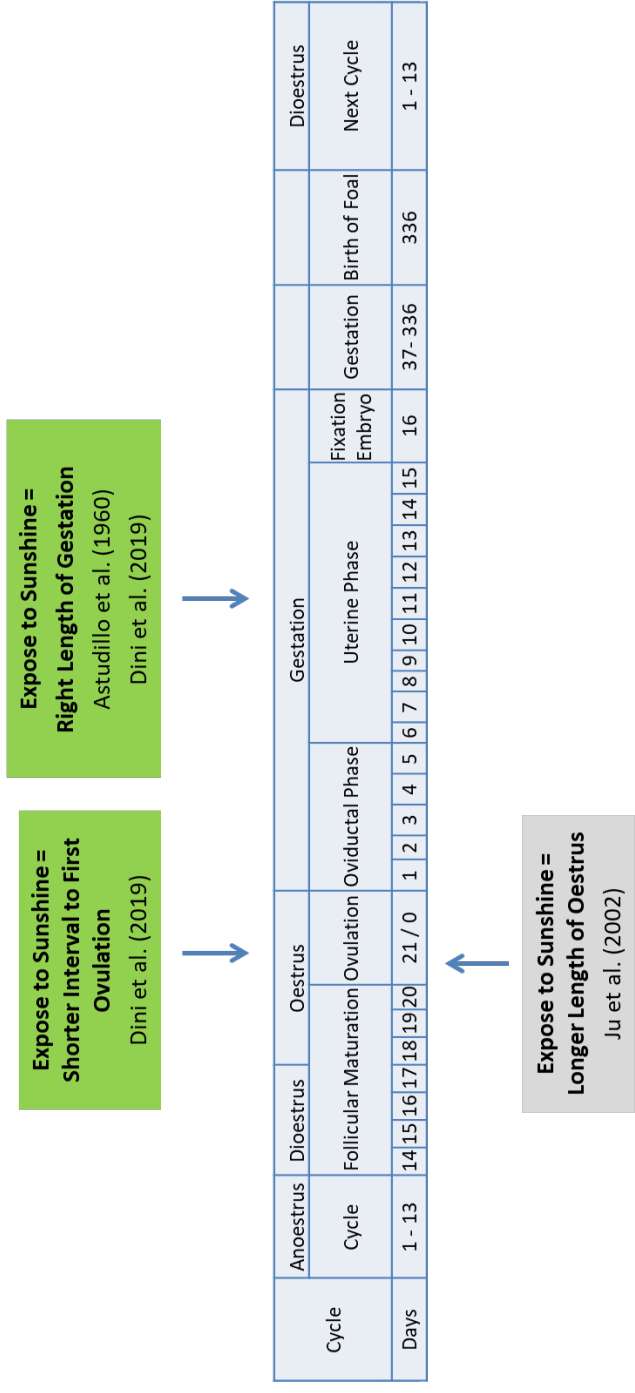 Expose to Sunshine =
Shorter Interval to First
Ovulation
Dini et al. (2019)
Expose to Sunshine =
Right Length of Gestation
Astudillo et al. (1960)
Dini et al. (2019)
Cycle
Anoestrus
Dioestrus
Oestrus
Gestation
Dioestrus
Cycle
Follicular Maturation
Ovulation
Oviductal Phase
Uterine Phase
Fixation
Embryo
Gestation
Birth of Foal
Next Cycle
Days
1 - 13
14
15
16
17
18
19
20
21 / 0
1
2
3
4
5
6
7
8
9
10
11
12
13
14
15
16
37- 336
336
1 - 13
Expose to Sunshine =
Longer Length of Oestrus
Ju et al. (2002)